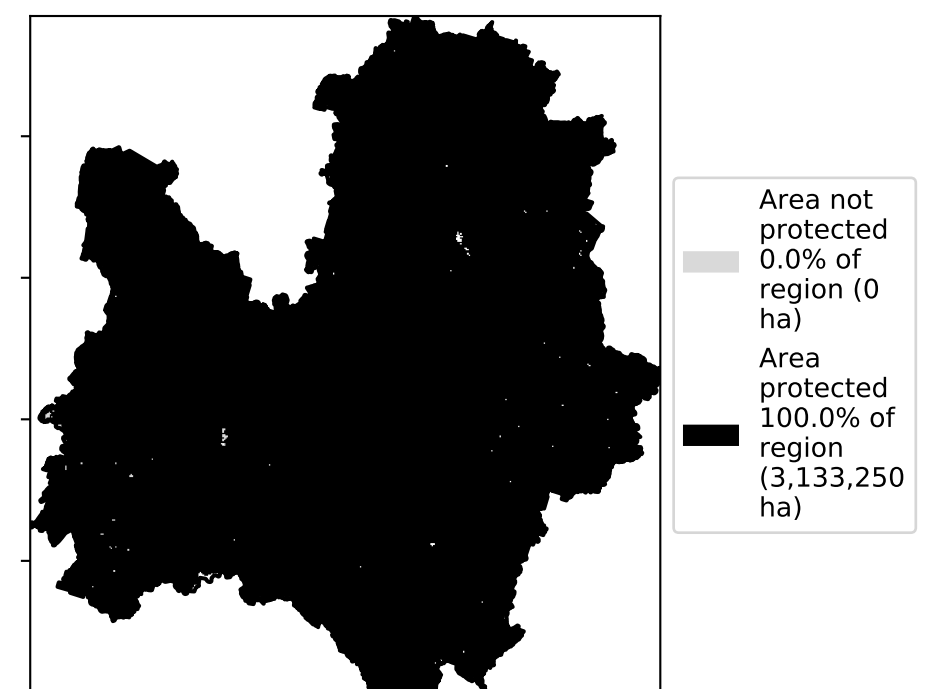 Area not
protected
0.0% of
region (0
ha)
Area
protected
100.0% of
region
(3,133,250
ha)